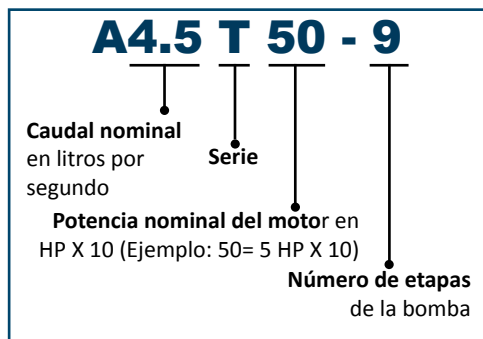 A4.5 T 50 - 9
Caudal nominal
en litros por
segundo
Serie
Potencia nominal del motor en
HP X 10 (Ejemplo: 50= 5 HP X 10)
Número de etapas
de la bomba